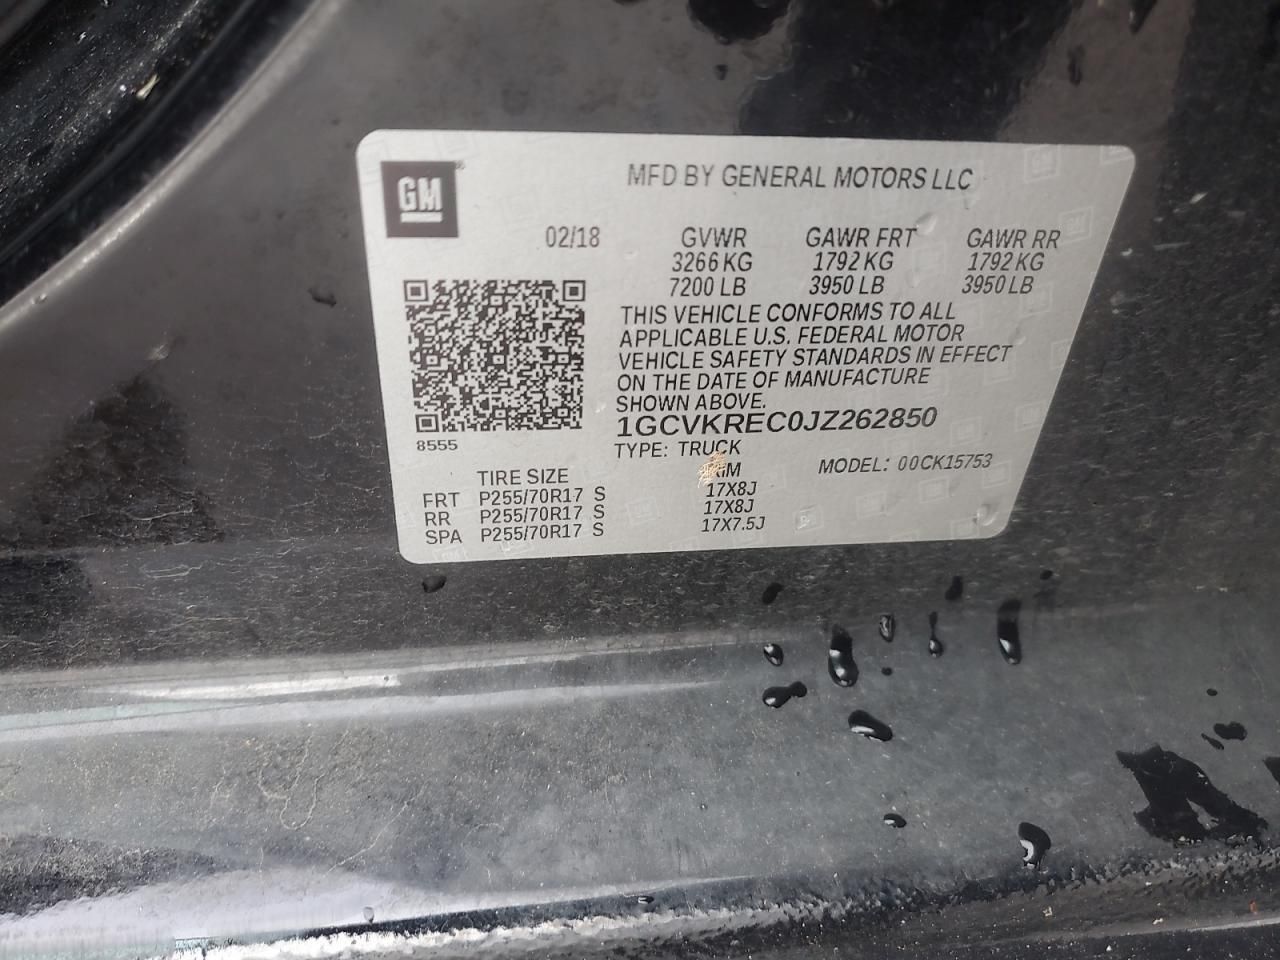 GM
MFD BY GENERAL MOTORS LLC
02/18 GVWR GAWR FRT GAWR RR
3266 KG 1792 KG 1792 KG
7200 LB 3950 LB 3950 LB
THIS VEHICLE CONFORMS TO ALL
APPLICABLE U.S. FEDERAL MOTOR
VEHICLE SAFETY STANDARDS IN EFFECT
ON THE DATE OF MANUFACTURE
SHOWN ABOVE.
1GCVKREC0JZ262850
8555
TYPE: TRUCK MODEL: 00CK15753
TIRE SIZE RIM
FRT P255/70R17 S 17X8J
RR P255/70R17 S 17X8J
SPA P255/70R17 S 17X7.5J